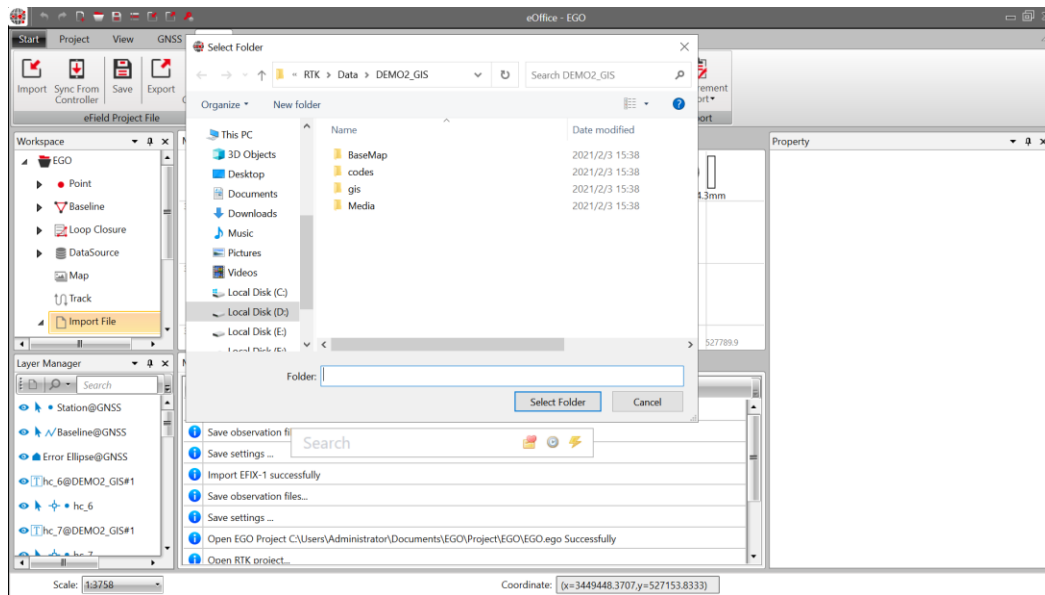 eOffice - EGO
Start Project View GNSS
Import
Sync From Controller
Save
Export
eField Project File
Select Folder
« RTK > Data > DEMO2_GIS
Search DEMO2_GIS
Organize New folder
This PC
3D Objects
Desktop
Documents
Downloads
Music
Pictures
Videos
Local Disk (C:)
Local Disk (D:)
Local Disk (E:)
Name Date modified
BaseMap 2021/2/3 15:38
codes 2021/2/3 15:38
gis 2021/2/3 15:38
Media 2021/2/3 15:38
Folder:
Select Folder Cancel
Workspace
EGO
Point
Baseline
Loop Closure
DataSource
Map
Track
Import File
Property
527789.9
Layer Manager
Search
Station@GNSS
Baseline@GNSS
Error Ellipse@GNSS
hc_6@DEMO2_GIS#1
hc_6
hc_7@DEMO2_GIS#1
hc_7
Save observation fi
Search
Save settings ...
Import EFIX-1 successfully
Save observation files...
Save settings ...
Open EGO Project C:\Users\Administrator\Documents\EGO\Project\EGO\EGO.ego Successfully
Open RTK project...
Scale: 1:3758
Coordinate: (x=3449448.3707,y=527153.8333)